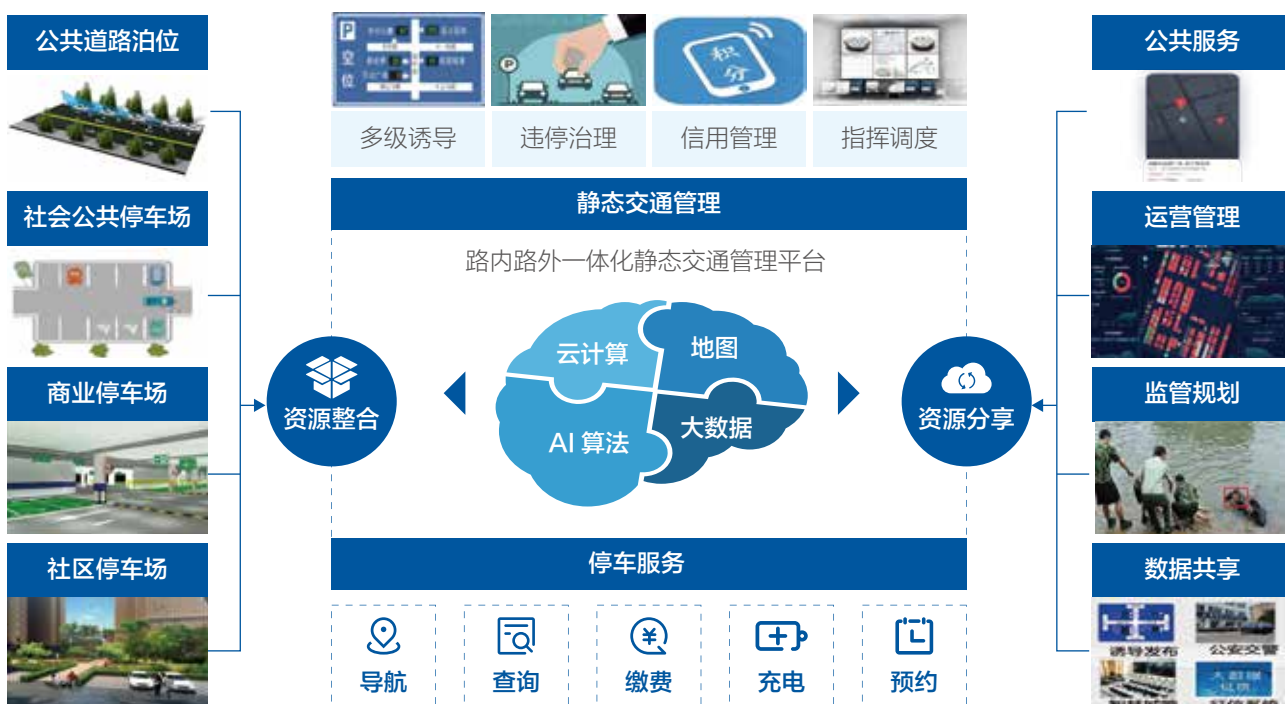 公共道路泊位
社会公共停车场
商业停车场
社区停车场
资源整合
P
空
位
P
积
分
多级诱导
违停治理
信用管理
指挥调度
静态交通管理
路内路外一体化静态交通管理平台
云计算
地图
AI 算法
大数据
停车服务
导航
查询
缴费
充电
预约
资源分享
公共服务
运营管理
监管规划
数据共享
诱导发布
公安交警